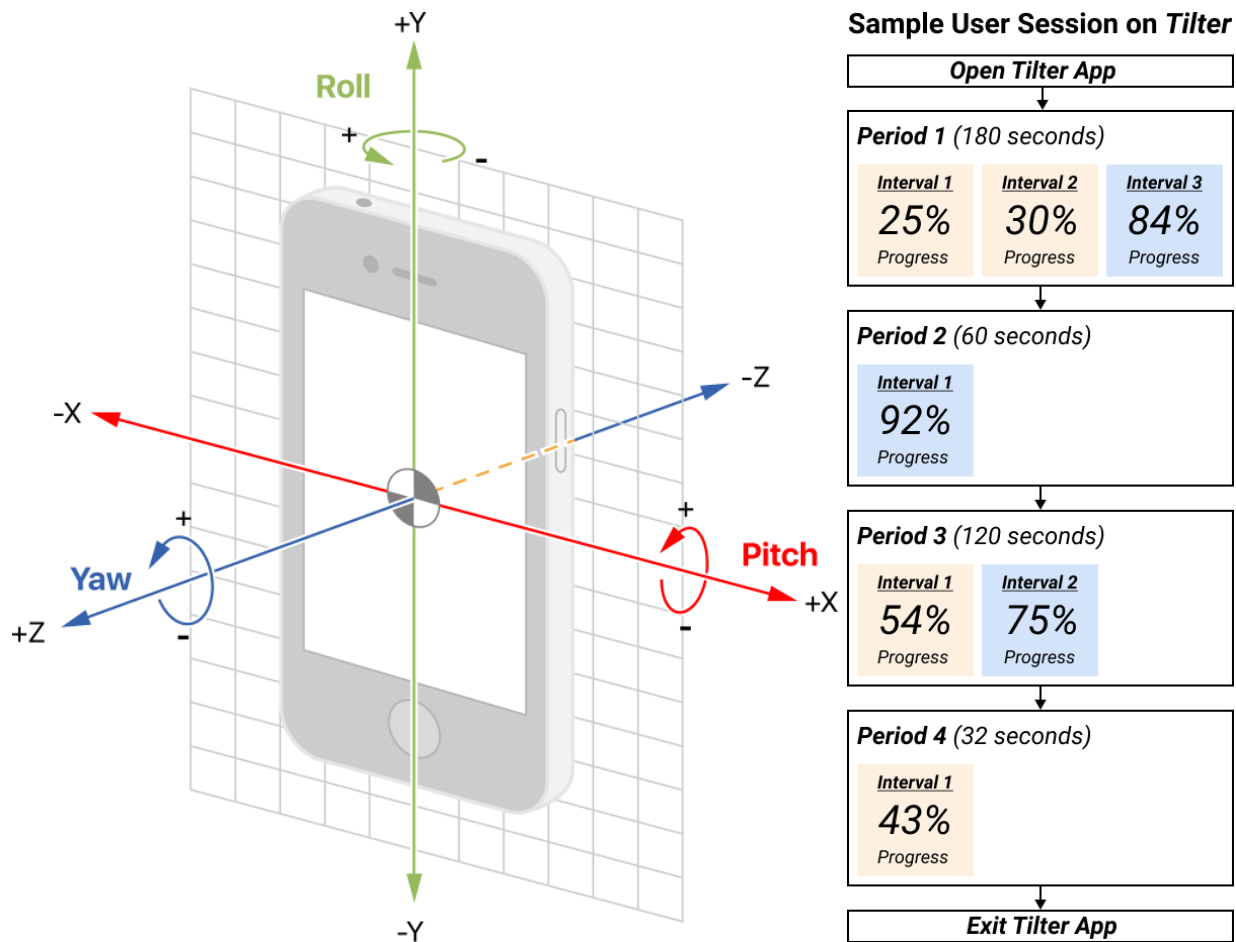 +Y
Roll
+
-
-Z
-X
+
Pitch
-
+X
+
Yaw
-
+Z
-Y
Sample User Session on Tilter
Open Tilter App
Period 1 (180 seconds)
Interval 1
25%
Progress
Interval 2
30%
Progress
Interval 3
84%
Progress
Period 2 (60 seconds)
Interval 1
92%
Progress
Period 3 (120 seconds)
Interval 1
54%
Progress
Interval 2
75%
Progress
Period 4 (32 seconds)
Interval 1
43%
Progress
Exit Tilter App